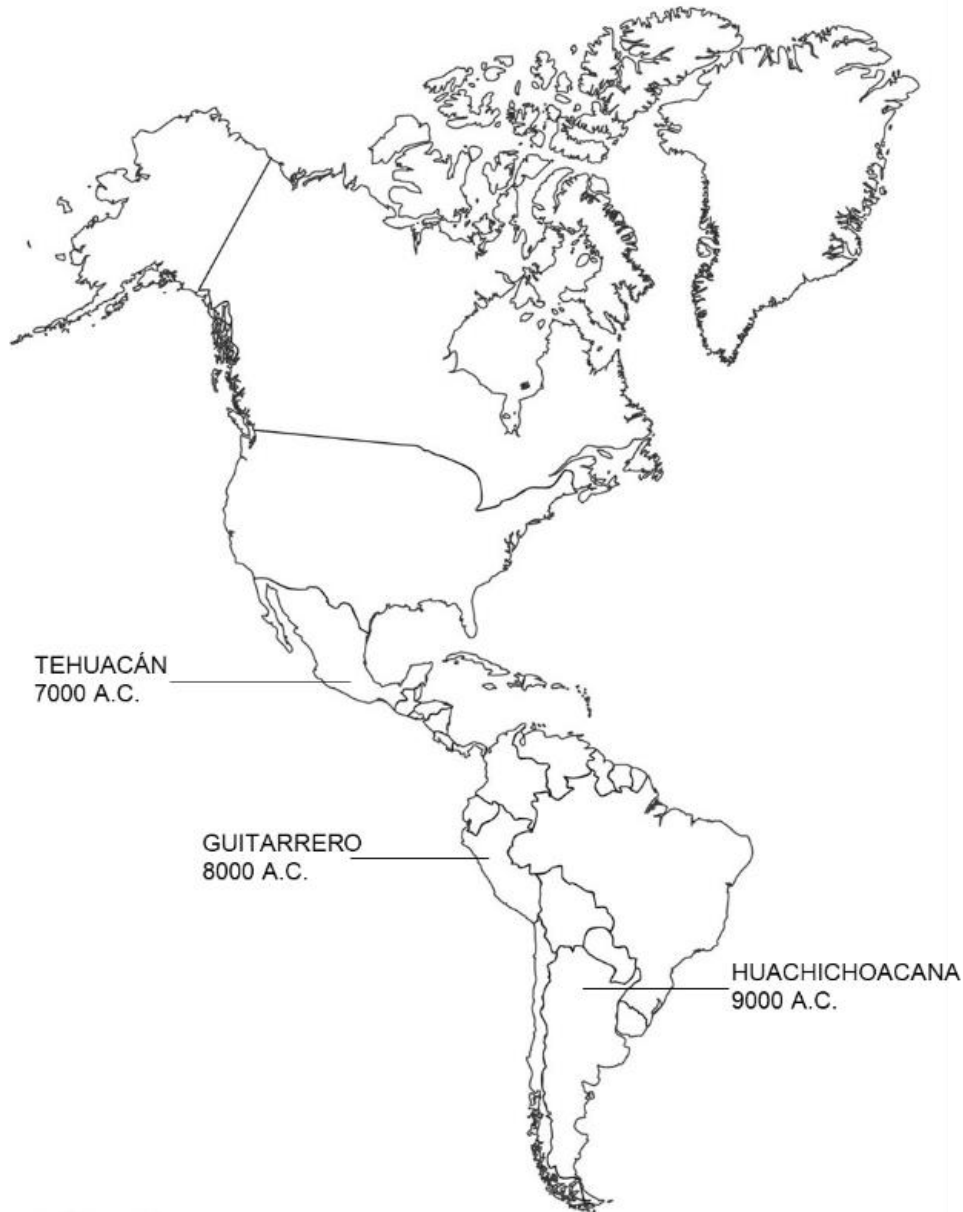 TEHUACÁN
7000 A.C.
GUITARRERO
8000 A.C.
HUACHICHOACANA
9000 A.C.